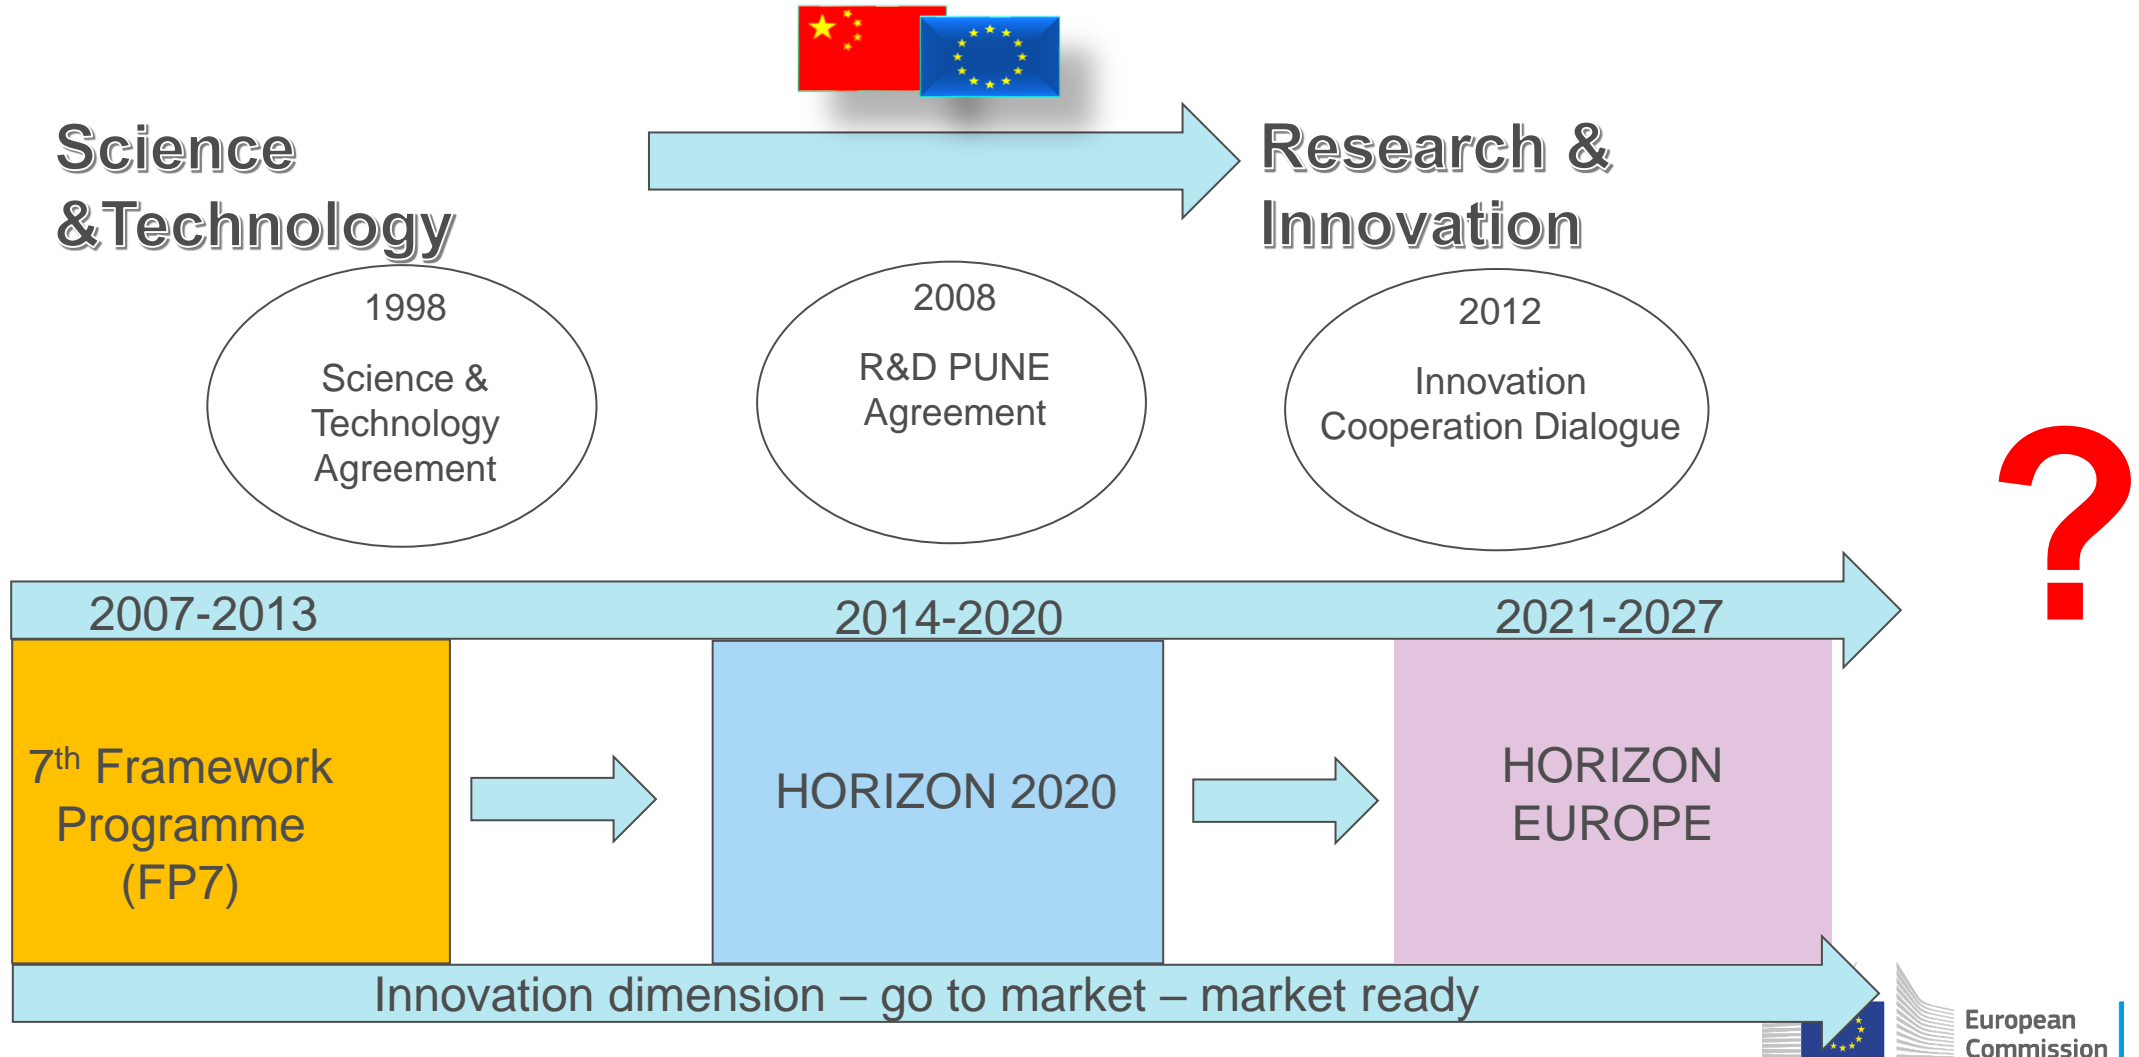 Science
&Technology
Research &
Innovation
1998
Science &
Technology
Agreement
2008
R&D PUNE
Agreement
2012
Innovation
Cooperation Dialogue
?
2007-2013
2014-2020
2021-2027
7th Framework
Programme
(FP7)
HORIZON 2020
HORIZON
EUROPE
Innovation dimension – go to market – market ready
European
Commission